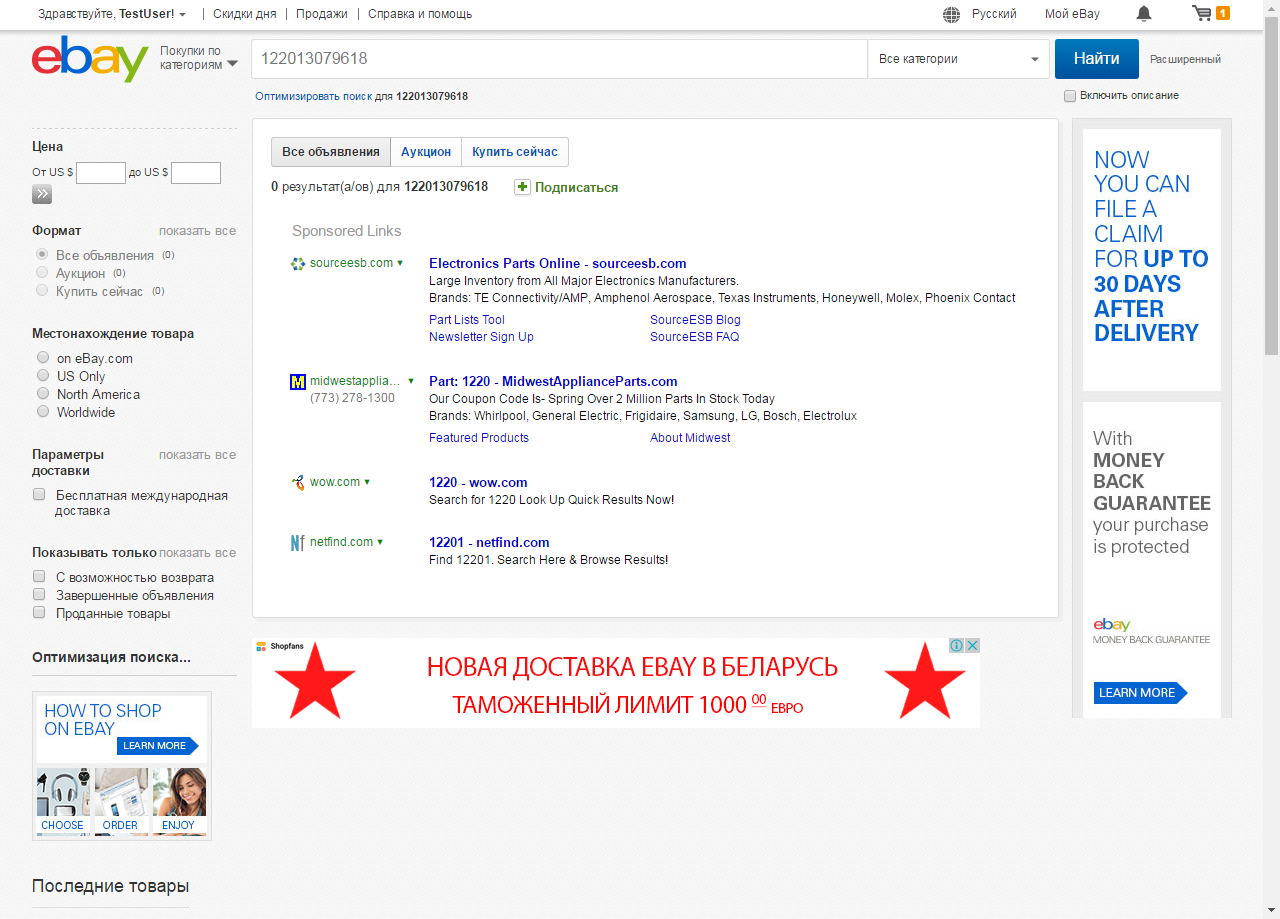 Здравствуйте, TestUser!
Скидки дня
Продажи
Справка и помощь
Русский
Мой eBay
1
ebay
Покупки по
категориям
122013079618
Все категории
Найти
Расширенный
Оптимизировать поиск для 122013079618
Включить описание
Цена
От US $
до US $
Формат
показать все
Все объявления (0)
Аукцион (0)
Купить сейчас (0)
Местонахождение товара
on eBay.com
US Only
North America
Worldwide
Параметры
доставки
показать все
Бесплатная международная
доставка
Показывать только
показать все
С возможностью возврата
Завершенные объявления
Проданные товары
Оптимизация поиска...
HOW TO SHOP
ON EBAY
LEARN MORE
CHOOSE
ORDER
ENJOY
Последние товары
Все объявления
Аукцион
Купить сейчас
0 результат(а/ов) для 122013079618
Подписаться
Sponsored Links
sourceesb.com
Electronics Parts Online - sourceesb.com
Large Inventory from All Major Electronics Manufacturers.
Brands: TE Connectivity/AMP, Amphenol Aerospace, Texas Instruments, Honeywell, Molex, Phoenix Contact
Part Lists Tool
SourceESB Blog
Newsletter Sign Up
SourceESB FAQ
M
midwestapplia...
(773) 278-1300
Part: 1220 - MidwestApplianceParts.com
Our Coupon Code Is- Spring Over 2 Million Parts In Stock Today
Brands: Whirlpool, General Electric, Frigidaire, Samsung, LG, Bosch, Electrolux
Featured Products
About Midwest
wow.com
1220 - wow.com
Search for 1220 Look Up Quick Results Now!
Nf
netfind.com
12201 - netfind.com
Find 12201. Search Here & Browse Results!
Shopfans
НОВАЯ ДОСТАВКА EBAY В БЕЛАРУСЬ
ТАМОЖЕННЫЙ ЛИМИТ 1000 00 ЕВРО
NOW
YOU CAN
FILE A
CLAIM
FOR UP TO
30 DAYS
AFTER
DELIVERY
With
MONEY
BACK
GUARANTEE
your purchase
is protected
ebay
MONEY BACK GUARANTEE
LEARN MORE